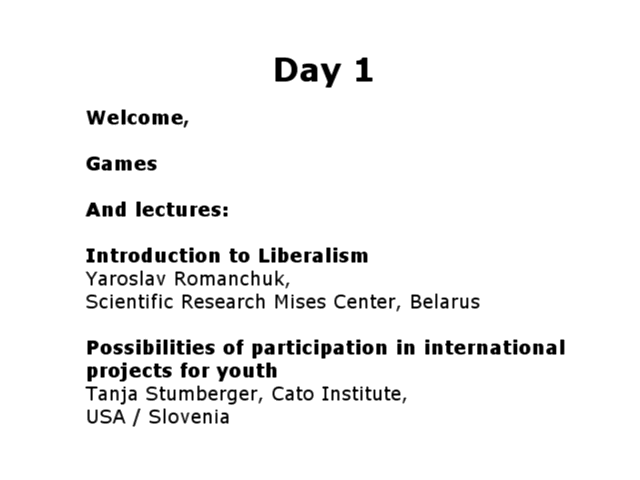 Day 1
Welcome,
Games
And lectures:
Introduction to Liberalism
Yaroslav Romanchuk,
Scientific Research Mises Center, Belarus
Possibilities of participation in international
projects for youth
Tanja Stumberger, Cato Institute,
USA / Slovenia